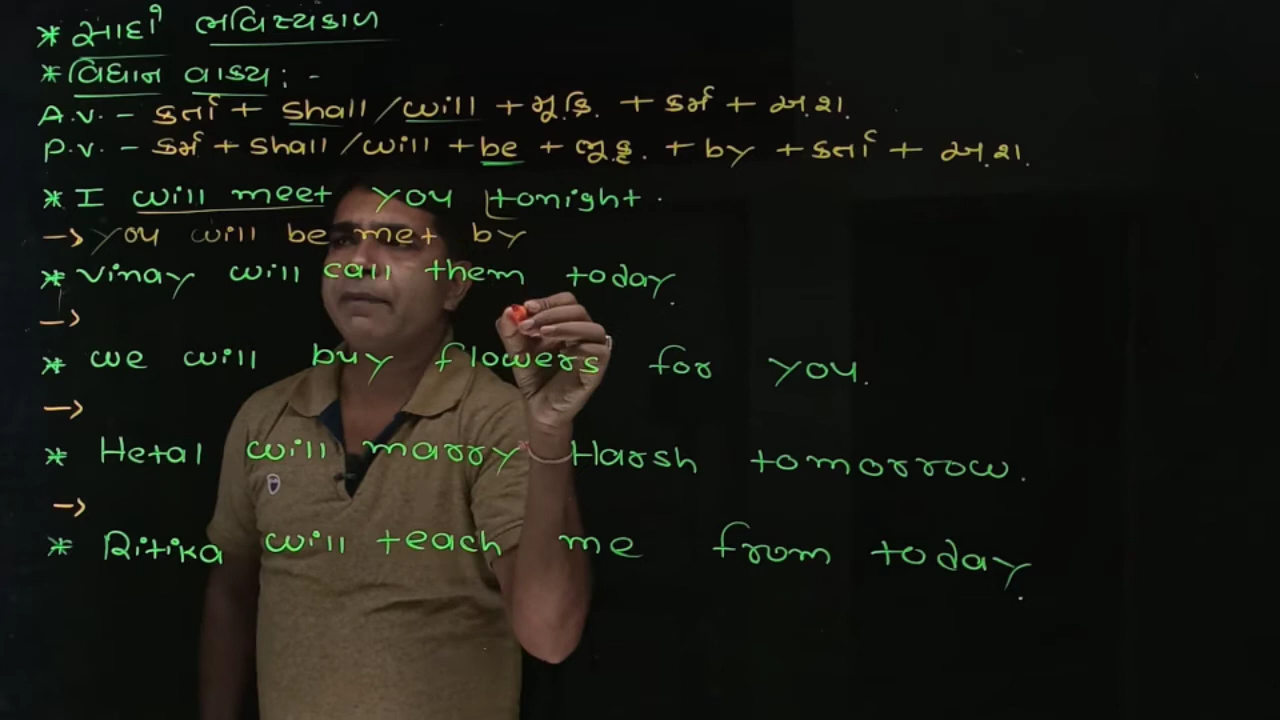 * સાદો ભવિષ્યકાળ
* વિધાન વાક્ય : -
A.V. - કર્તા + shall / will + મૂ.ક્રિ. + કર્મ + અ.શ.
P.V. - કર્મ + shall / will + be + ભૂ.કૃ. + by + કર્તા + અ.શ.
* I will meet you tonight.
→ you will be met by
* Vinay will call them today.
→
* we will buy flowers for you.
→
* Hetal will marry Harsh tomorrow.
→
* Ritika will teach me from today.